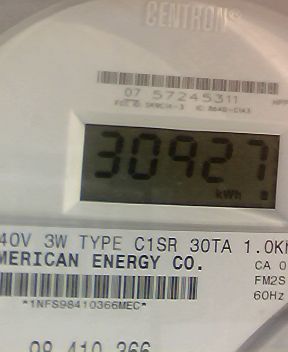 CENTRON®
07 57245311
30927
kWh
40V 3W TYPE C1SR 30TA 1.0K
MERICAN ENERGY CO.
CA 0
FM2S
60Hz
*1NFS98410366MEC*
98 410 366